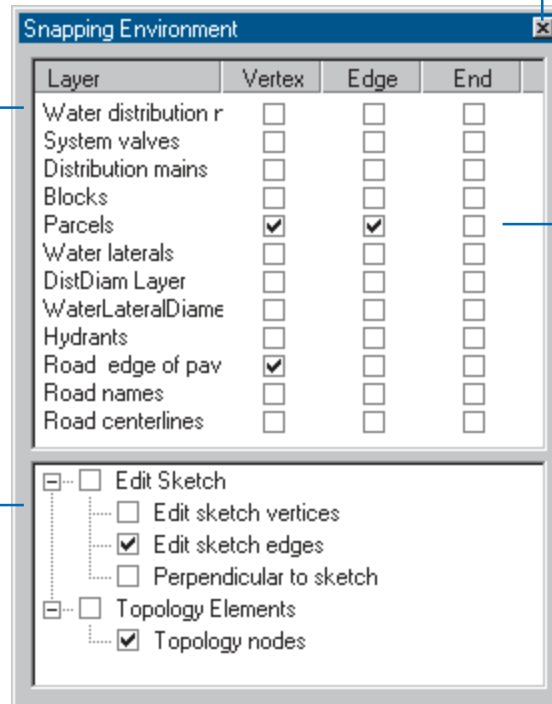 Snapping Environment
Layer Vertex Edge End
Water distribution r
System valves
Distribution mains
Blocks
Parcels
Water laterals
DistDiam Layer
WaterLateralDiame
Hydrants
Road edge of pav
Road names
Road centerlines
Edit Sketch
Edit sketch vertices
Edit sketch edges
Perpendicular to sketch
Topology Elements
Topology nodes